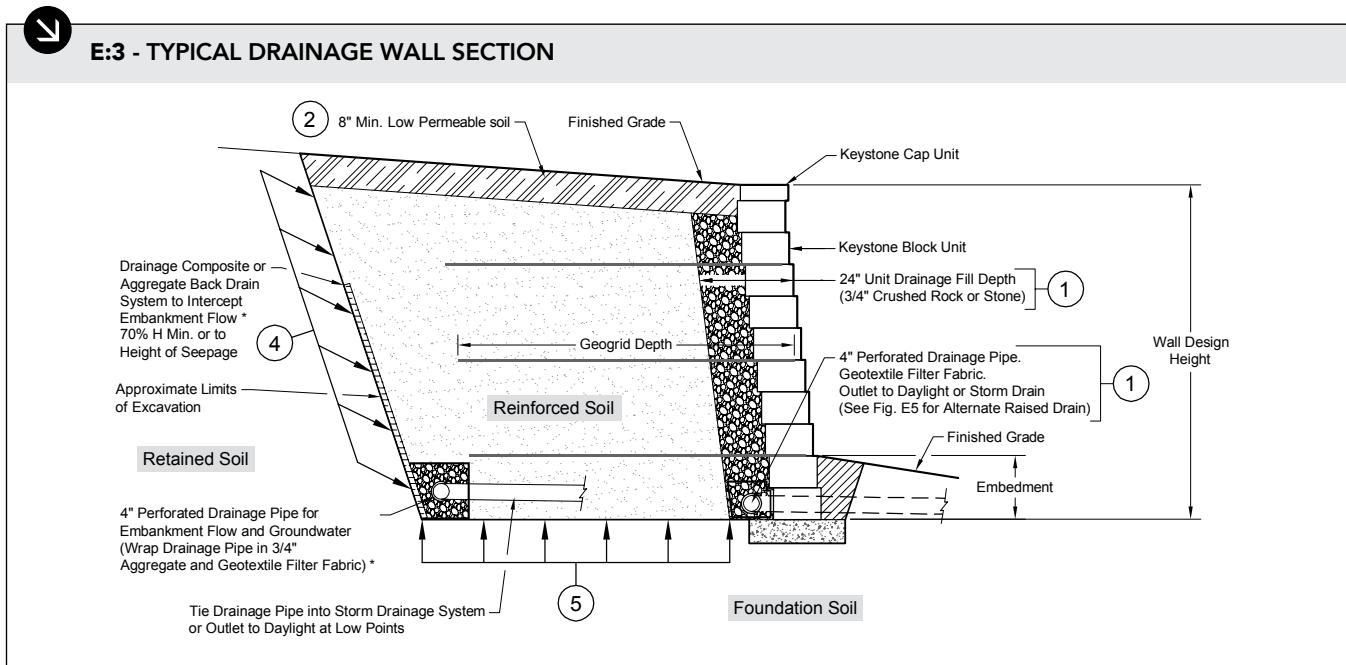 E:3 - TYPICAL DRAINAGE WALL SECTION
2
8" Min. Low Permeable soil
Finished Grade
Keystone Cap Unit
Keystone Block Unit
24" Unit Drainage Fill Depth
(3/4" Crushed Rock or Stone)
1
Drainage Composite or
Aggregate Back Drain
System to Intercept
Embankment Flow *
70% H Min. or to
Height of Seepage
4
Geogrid Depth
Wall Design
Height
4" Perforated Drainage Pipe.
Geotextile Filter Fabric.
Outlet to Daylight or Storm Drain
(See Fig. E5 for Alternate Raised Drain)
1
Approximate Limits
of Excavation
Reinforced Soil
Finished Grade
Retained Soil
Embedment
4" Perforated Drainage Pipe for
Embankment Flow and Groundwater
(Wrap Drainage Pipe in 3/4"
Aggregate and Geotextile Filter Fabric) *
5
Tie Drainage Pipe into Storm Drainage System
or Outlet to Daylight at Low Points
Foundation Soil